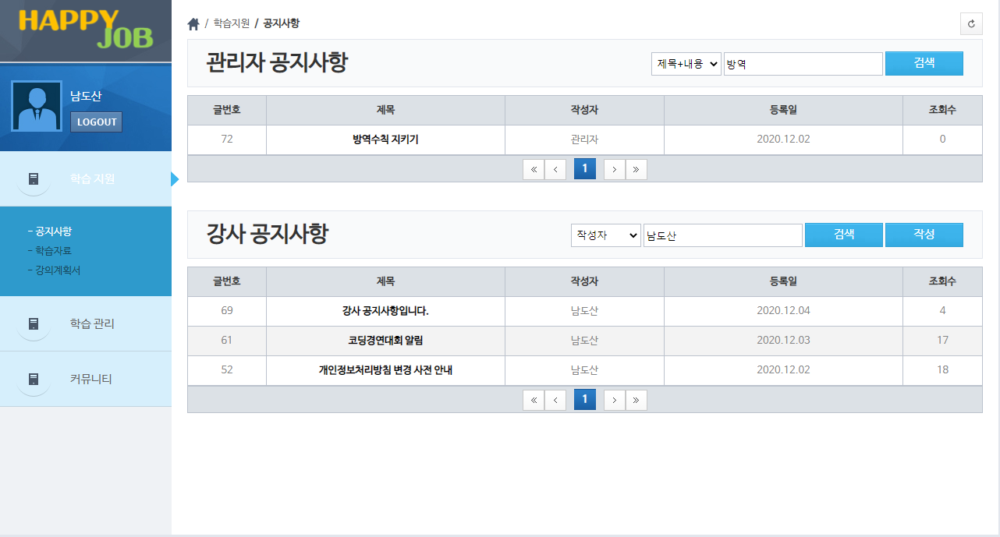 HAPPY
JOB
남도산
LOGOUT
학습 지원
- 공지사항
- 학습자료
- 강의계획서
학습 관리
커뮤니티
/ 학습지원 / 공지사항
관리자 공지사항
제목+내용 방역 검색
글번호 제목 작성자 등록일 조회수
72 방역수칙 지키기 관리자 2020.12.02 0
« ‹ 1 › »
강사 공지사항
작성자 남도산 검색 작성
글번호 제목 작성자 등록일 조회수
69 강사 공지사항입니다. 남도산 2020.12.04 4
61 코딩경연대회 알림 남도산 2020.12.03 17
52 개인정보처리방침 변경 사전 안내 남도산 2020.12.02 18
« ‹ 1 › »